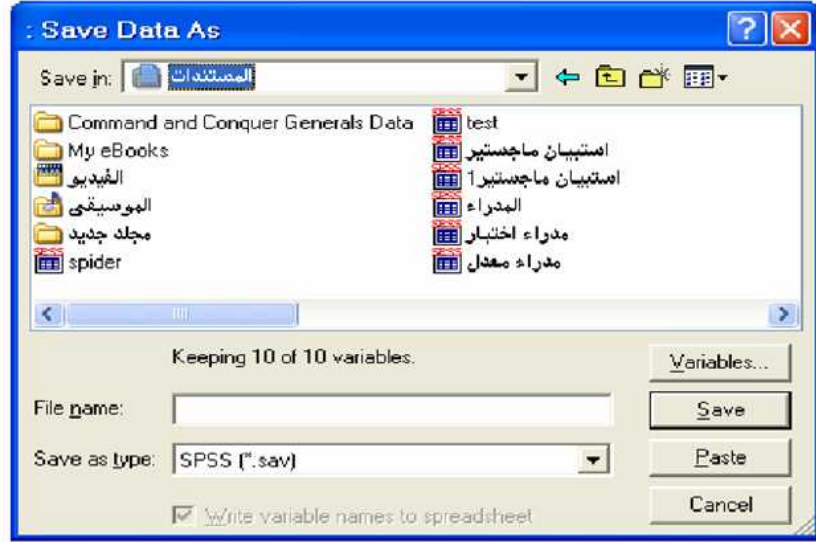 : Save Data As
Save in: المستندات
Command and Conquer Generals Data
My eBooks
الفيديو
الموسيقى
مجلد جديد
spider
test
استبيان ماجستير
استبيان ماجستير1
المدراء
مدراء اختبار
مدراء معدل
Keeping 10 of 10 variables.
Variables...
File name:
Save
Save as type: SPSS (*.sav)
Paste
Write variable names to spreadsheet
Cancel